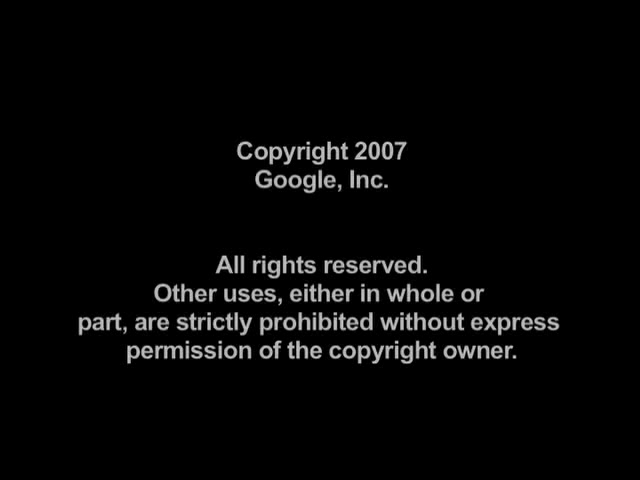 Copyright 2007
Google, Inc.
All rights reserved.
Other uses, either in whole or
part, are strictly prohibited without express
permission of the copyright owner.